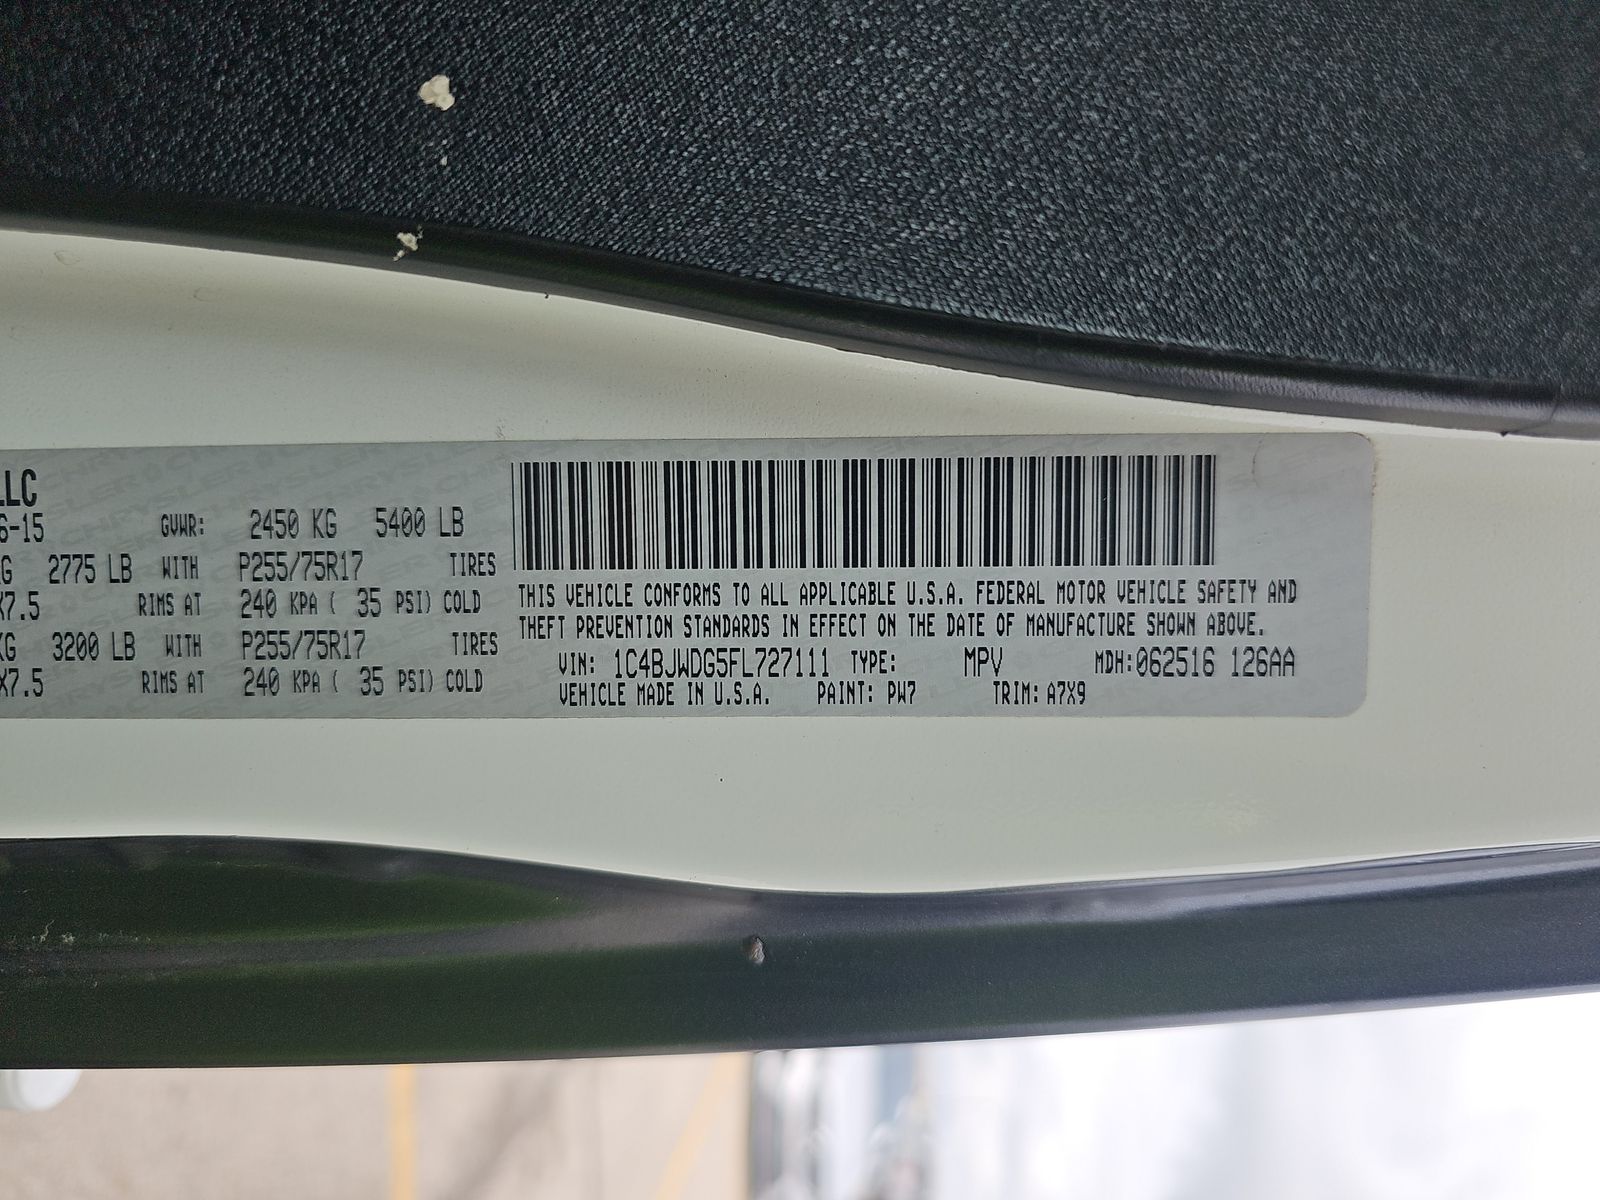 LLC
6-15 GVWR: 2450 KG 5400 LB
KG 2775 LB WITH P255/75R17 TIRES
X7.5 RIMS AT 240 KPA ( 35 PSI) COLD
KG 3200 LB WITH P255/75R17 TIRES
X7.5 RIMS AT 240 KPA ( 35 PSI) COLD
THIS VEHICLE CONFORMS TO ALL APPLICABLE U.S.A. FEDERAL MOTOR VEHICLE SAFETY AND
THEFT PREVENTION STANDARDS IN EFFECT ON THE DATE OF MANUFACTURE SHOWN ABOVE.
VIN: 1C4BJWDG5FL727111 TYPE: MPV MDH:062516 126AA
VEHICLE MADE IN U.S.A. PAINT: PW7 TRIM: A7X9